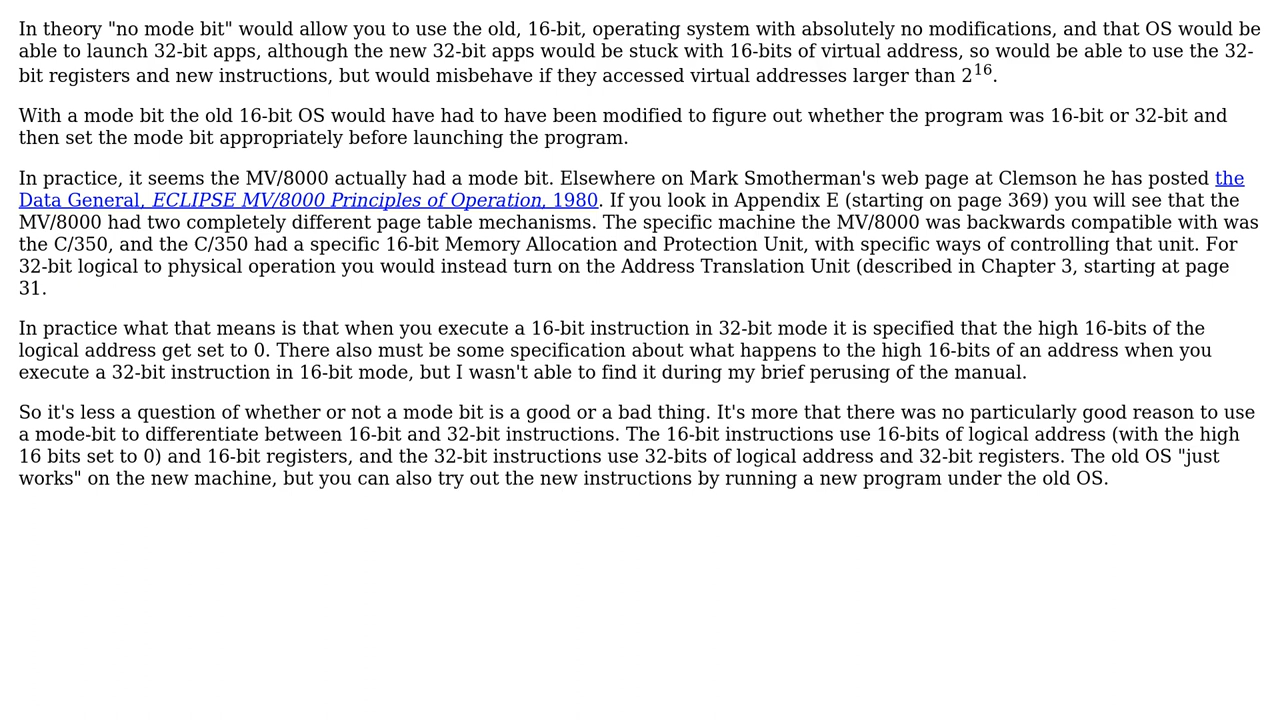 In theory "no mode bit" would allow you to use the old, 16-bit, operating system with absolutely no modifications, and that OS would be
able to launch 32-bit apps, although the new 32-bit apps would be stuck with 16-bits of virtual address, so would be able to use the 32-
bit registers and new instructions, but would misbehave if they accessed virtual addresses larger than 2^16.
With a mode bit the old 16-bit OS would have had to have been modified to figure out whether the program was 16-bit or 32-bit and
then set the mode bit appropriately before launching the program.
In practice, it seems the MV/8000 actually had a mode bit. Elsewhere on Mark Smotherman's web page at Clemson he has posted the
Data General, ECLIPSE MV/8000 Principles of Operation, 1980. If you look in Appendix E (starting on page 369) you will see that the
MV/8000 had two completely different page table mechanisms. The specific machine the MV/8000 was backwards compatible with was
the C/350, and the C/350 had a specific 16-bit Memory Allocation and Protection Unit, with specific ways of controlling that unit. For
32-bit logical to physical operation you would instead turn on the Address Translation Unit (described in Chapter 3, starting at page
31.
In practice what that means is that when you execute a 16-bit instruction in 32-bit mode it is specified that the high 16-bits of the
logical address get set to 0. There also must be some specification about what happens to the high 16-bits of an address when you
execute a 32-bit instruction in 16-bit mode, but I wasn't able to find it during my brief perusing of the manual.
So it's less a question of whether or not a mode bit is a good or a bad thing. It's more that there was no particularly good reason to use
a mode-bit to differentiate between 16-bit and 32-bit instructions. The 16-bit instructions use 16-bits of logical address (with the high
16 bits set to 0) and 16-bit registers, and the 32-bit instructions use 32-bits of logical address and 32-bit registers. The old OS "just
works" on the new machine, but you can also try out the new instructions by running a new program under the old OS.